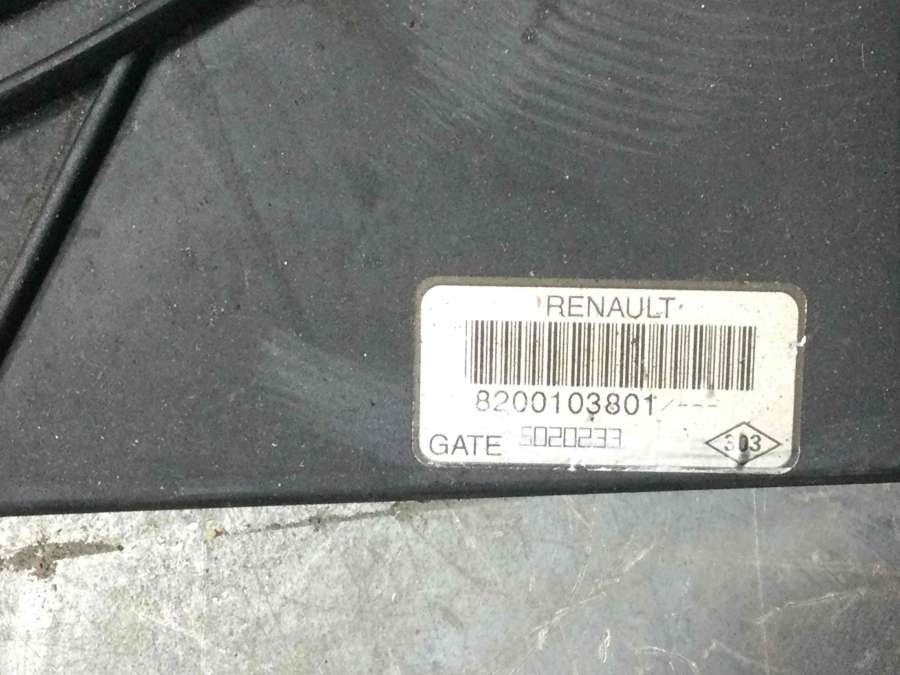 RENAULT
8200103801/---
GATE 5020233 303